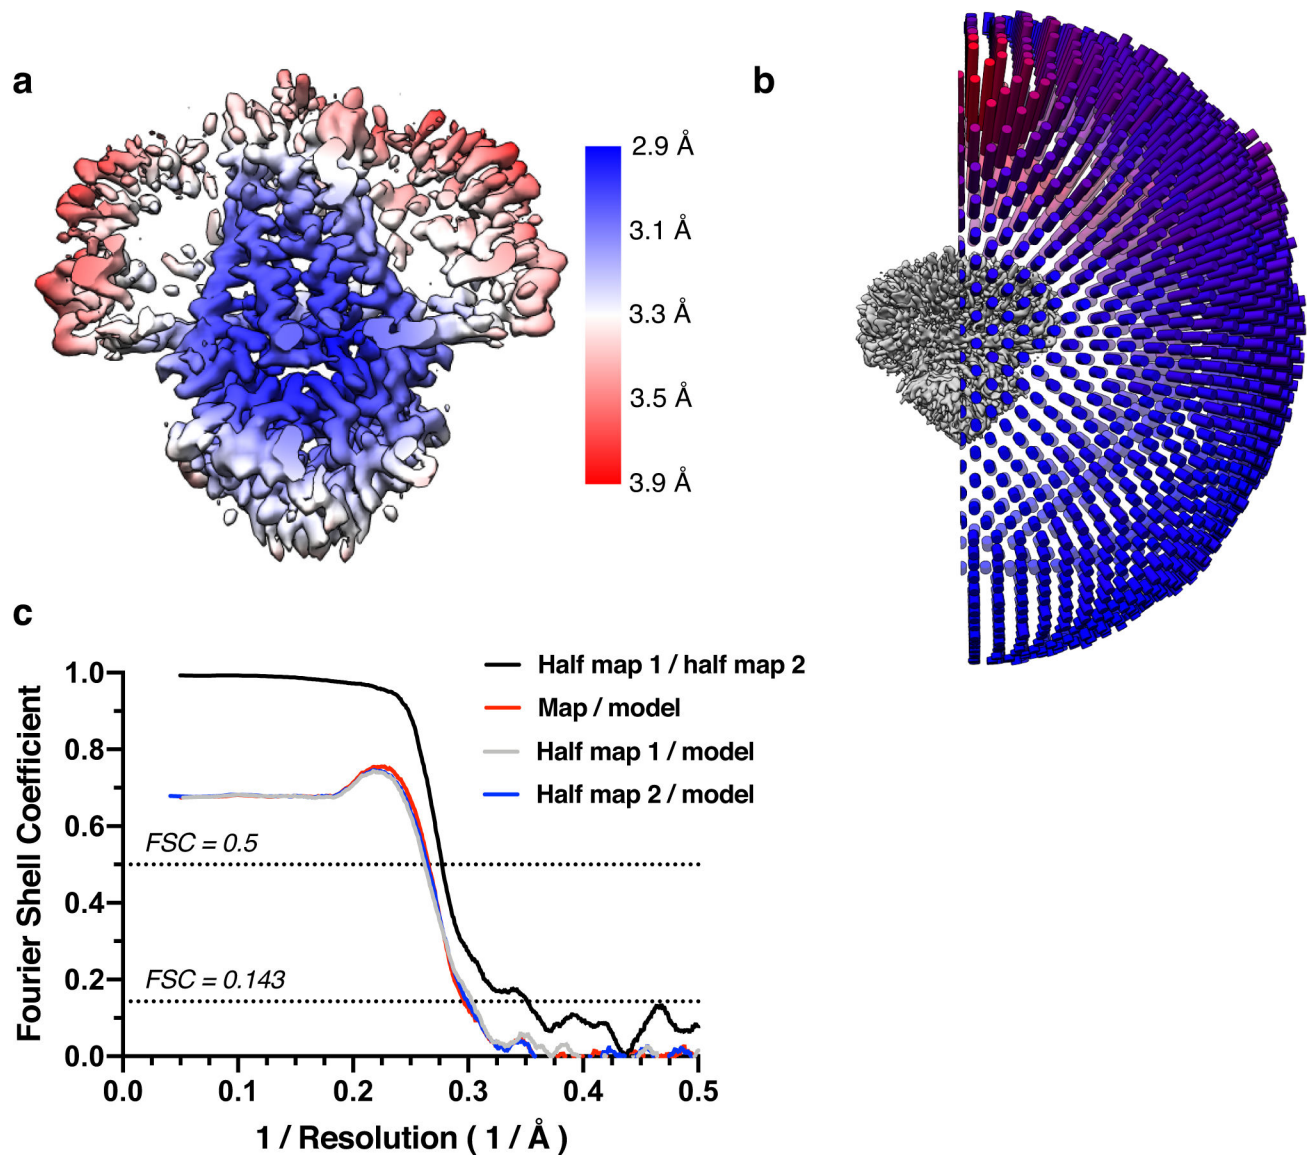 a
b
2.9 Å
3.1 Å
3.3 Å
3.5 Å
3.9 Å
c
Half map 1 / half map 2
Map / model
Half map 1 / model
Half map 2 / model
Fourier Shell Coefficient
1.0
0.8
0.6
0.4
0.2
0.0
FSC = 0.5
FSC = 0.143
0.0 0.1 0.2 0.3 0.4 0.5
1 / Resolution ( 1 / Å )